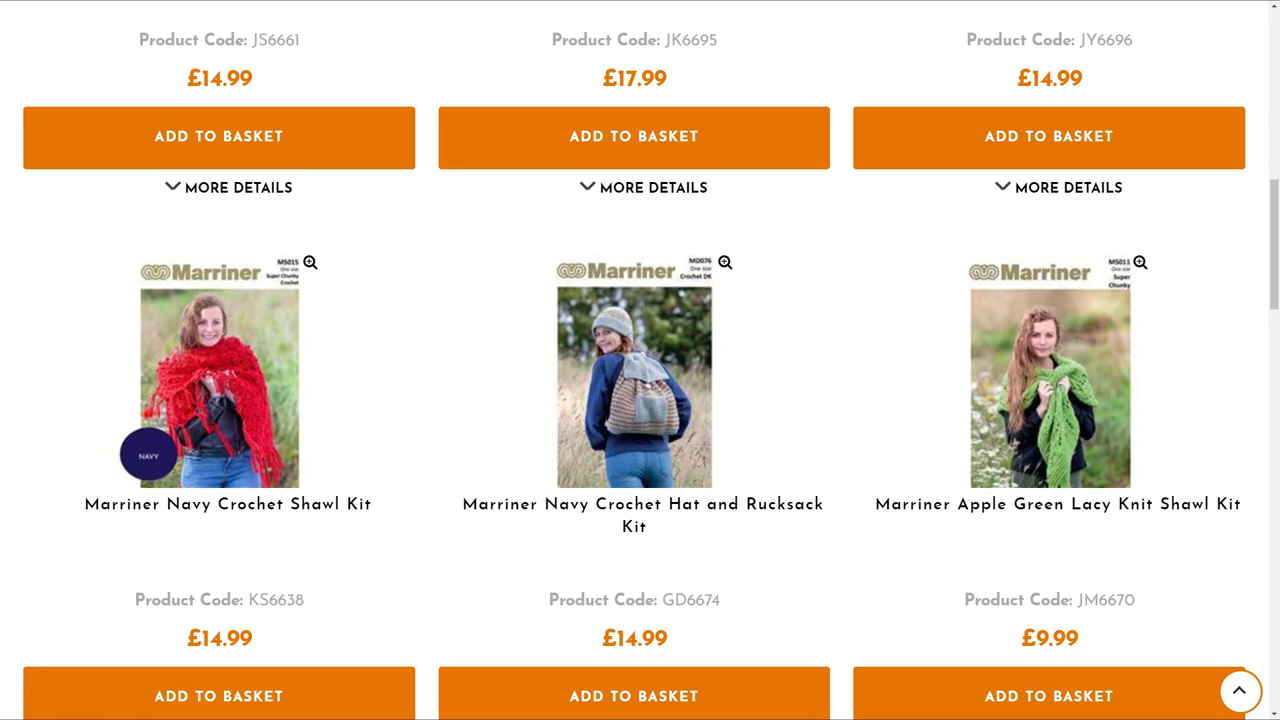 Product Code: JS6661
£14.99
ADD TO BASKET
MORE DETAILS
Product Code: JK6695
£17.99
ADD TO BASKET
MORE DETAILS
Product Code: JY6696
£14.99
ADD TO BASKET
MORE DETAILS
Marriner
MS015
One size
Super Chunky
Crochet
NAVY
Marriner Navy Crochet Shawl Kit
Product Code: KS6638
£14.99
ADD TO BASKET
Marriner
MO076
One size
Crochet DK
Marriner Navy Crochet Hat and Rucksack
Kit
Product Code: GD6674
£14.99
ADD TO BASKET
Marriner
MS011
One size
Super
Chunky
Marriner Apple Green Lacy Knit Shawl Kit
Product Code: JM6670
£9.99
ADD TO BASKET